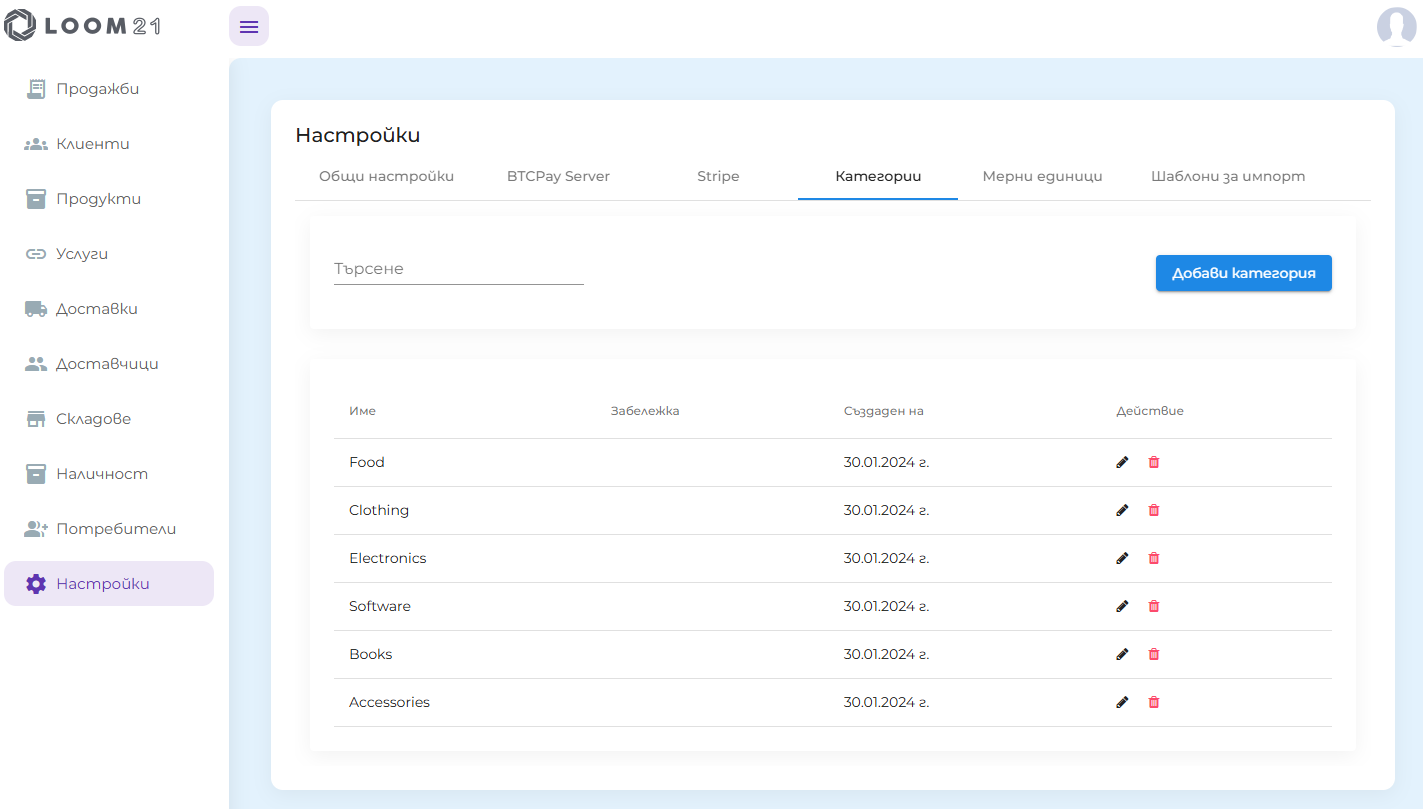 LOOM21
Продажби
Клиенти
Продукти
Услуги
Доставки
Доставчици
Складове
Наличност
Потребители
Настройки
Настройки
Общи настройки BTCPay Server Stripe Категории Мерни единици Шаблони за импорт
Търсене Добави категория
Име Забележка Създаден на Действие
Food 30.01.2024 г.
Clothing 30.01.2024 г.
Electronics 30.01.2024 г.
Software 30.01.2024 г.
Books 30.01.2024 г.
Accessories 30.01.2024 г.